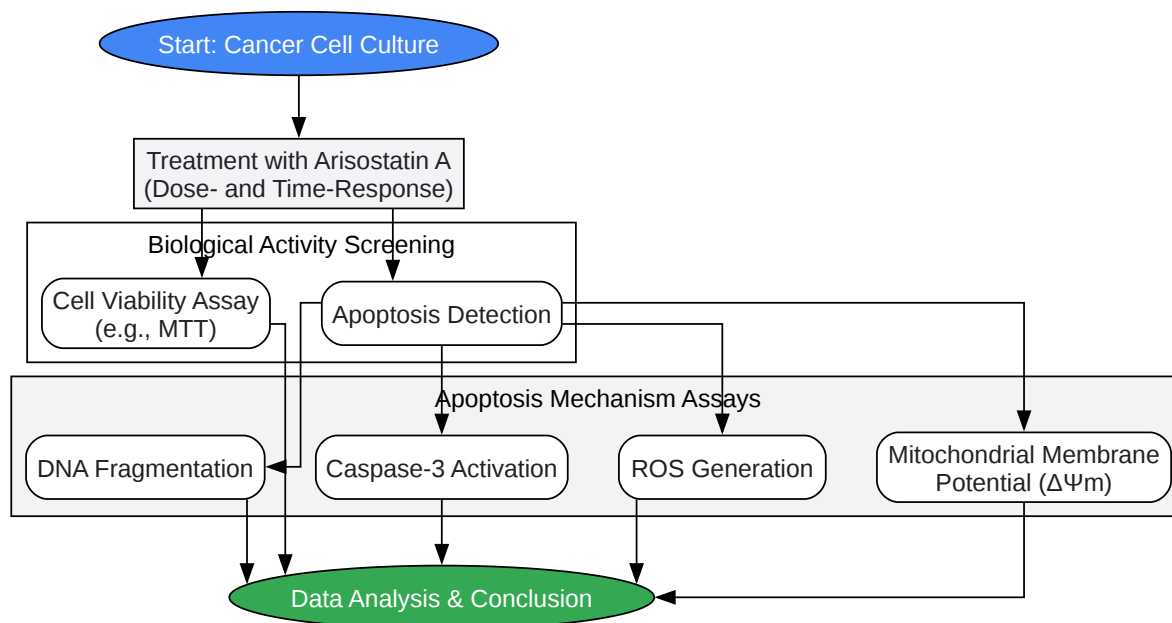 Start: Cancer Cell Culture
Treatment with Arisostatin A
(Dose- and Time-Response)
Biological Activity Screening
Cell Viability Assay
(e.g., MTT)
Apoptosis Detection
Apoptosis Mechanism Assays
DNA Fragmentation
Caspase-3 Activation
ROS Generation
Mitochondrial Membrane
Potential (ΔΨm)
Data Analysis & Conclusion